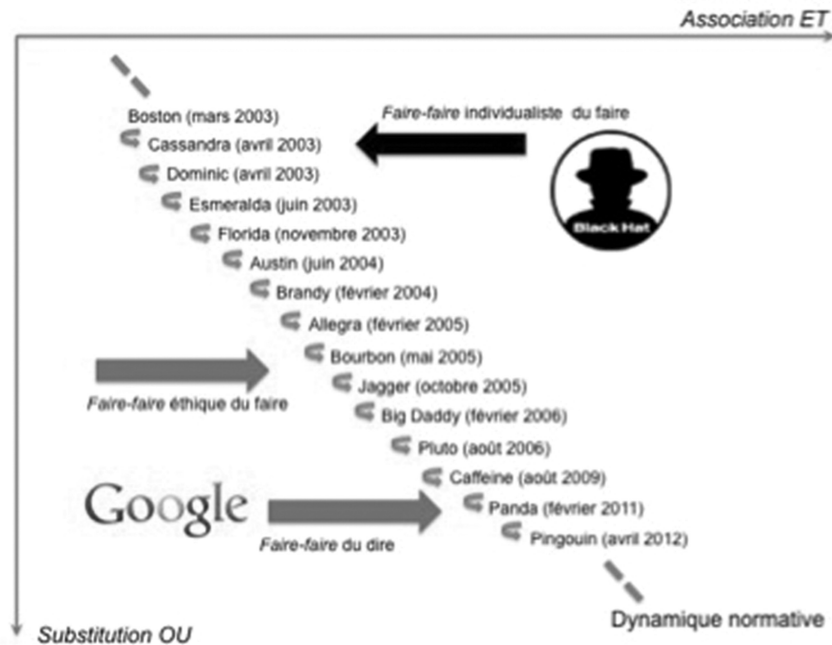 Association ET
Boston (mars 2003)
Faire-faire individualiste du faire
Cassandra (avril 2003)
Dominic (avril 2003)
Esmeralda (juin 2003)
Black Hat
Florida (novembre 2003)
Austin (juin 2004)
Brandy (février 2004)
Allegra (février 2005)
Bourbon (mai 2005)
Jagger (octobre 2005)
Faire-faire éthique du faire
Big Daddy (février 2006)
Pluto (août 2006)
Caffeine (août 2009)
Google
Panda (février 2011)
Pingouin (avril 2012)
Faire-faire du dire
Dynamique normative
Substitution OU